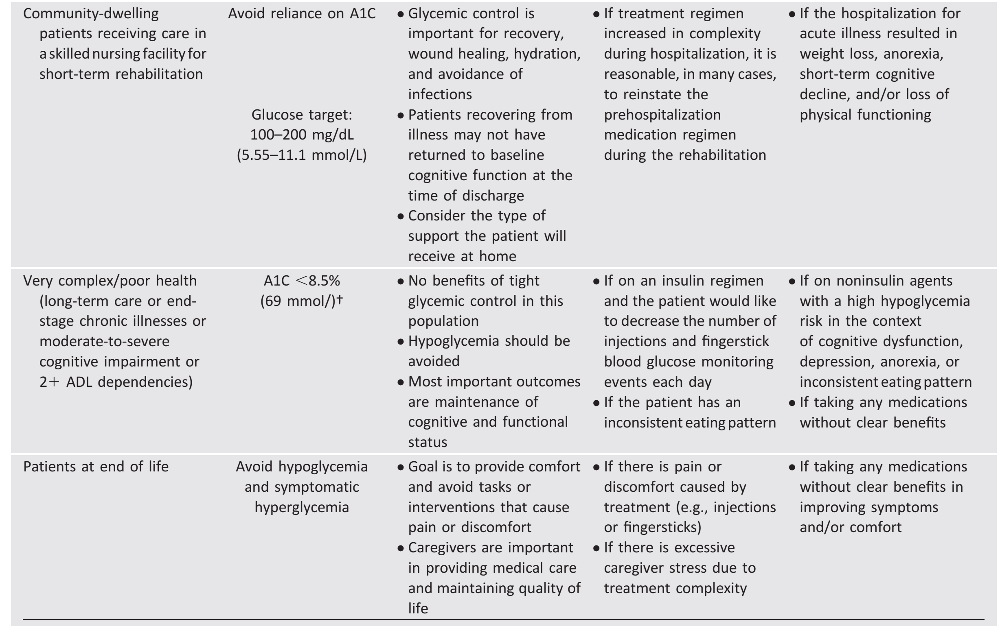 Community-dwelling
patients receiving care in
a skilled nursing facility for
short-term rehabilitation
Avoid reliance on A1C
Glucose target:
100–200 mg/dL
(5.55–11.1 mmol/L)
• Glycemic control is
important for recovery,
wound healing, hydration,
and avoidance of
infections
• Patients recovering from
illness may not have
returned to baseline
cognitive function at the
time of discharge
• Consider the type of
support the patient will
receive at home
• If treatment regimen
increased in complexity
during hospitalization, it is
reasonable, in many cases,
to reinstate the
prehospitalization
medication regimen
during the rehabilitation
• If the hospitalization for
acute illness resulted in
weight loss, anorexia,
short-term cognitive
decline, and/or loss of
physical functioning
Very complex/poor health
(long-term care or end-
stage chronic illnesses or
moderate-to-severe
cognitive impairment or
2+ ADL dependencies)
A1C <8.5%
(69 mmol/)†
• No benefits of tight
glycemic control in this
population
• Hypoglycemia should be
avoided
• Most important outcomes
are maintenance of
cognitive and functional
status
• If on an insulin regimen
and the patient would like
to decrease the number of
injections and fingerstick
blood glucose monitoring
events each day
• If the patient has an
inconsistent eating pattern
• If on noninsulin agents
with a high hypoglycemia
risk in the context
of cognitive dysfunction,
depression, anorexia, or
inconsistent eating pattern
• If taking any medications
without clear benefits
Patients at end of life
Avoid hypoglycemia
and symptomatic
hyperglycemia
• Goal is to provide comfort
and avoid tasks or
interventions that cause
pain or discomfort
• Caregivers are important
in providing medical care
and maintaining quality of
life
• If there is pain or
discomfort caused by
treatment (e.g., injections
or fingersticks)
• If there is excessive
caregiver stress due to
treatment complexity
• If taking any medications
without clear benefits in
improving symptoms
and/or comfort